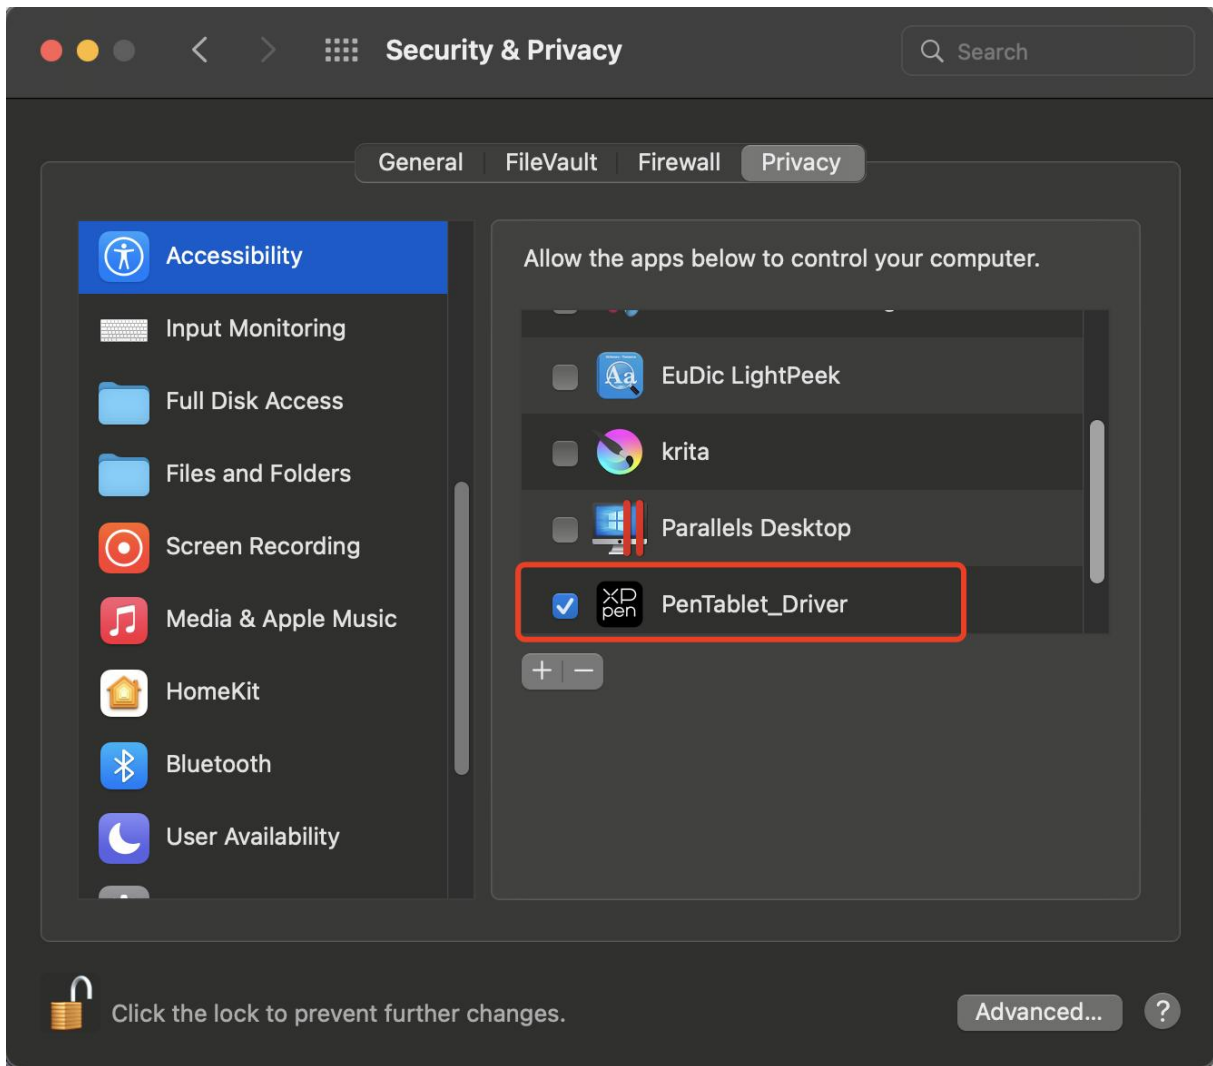 Security & Privacy
Search
General
FileVault
Firewall
Privacy
Accessibility
Input Monitoring
Full Disk Access
Files and Folders
Screen Recording
Media & Apple Music
HomeKit
Bluetooth
User Availability
Allow the apps below to control your computer.
Aa
EuDic LightPeek
krita
Parallels Desktop
XP
pen
PenTablet_Driver
+ | −
Click the lock to prevent further changes.
Advanced...
?